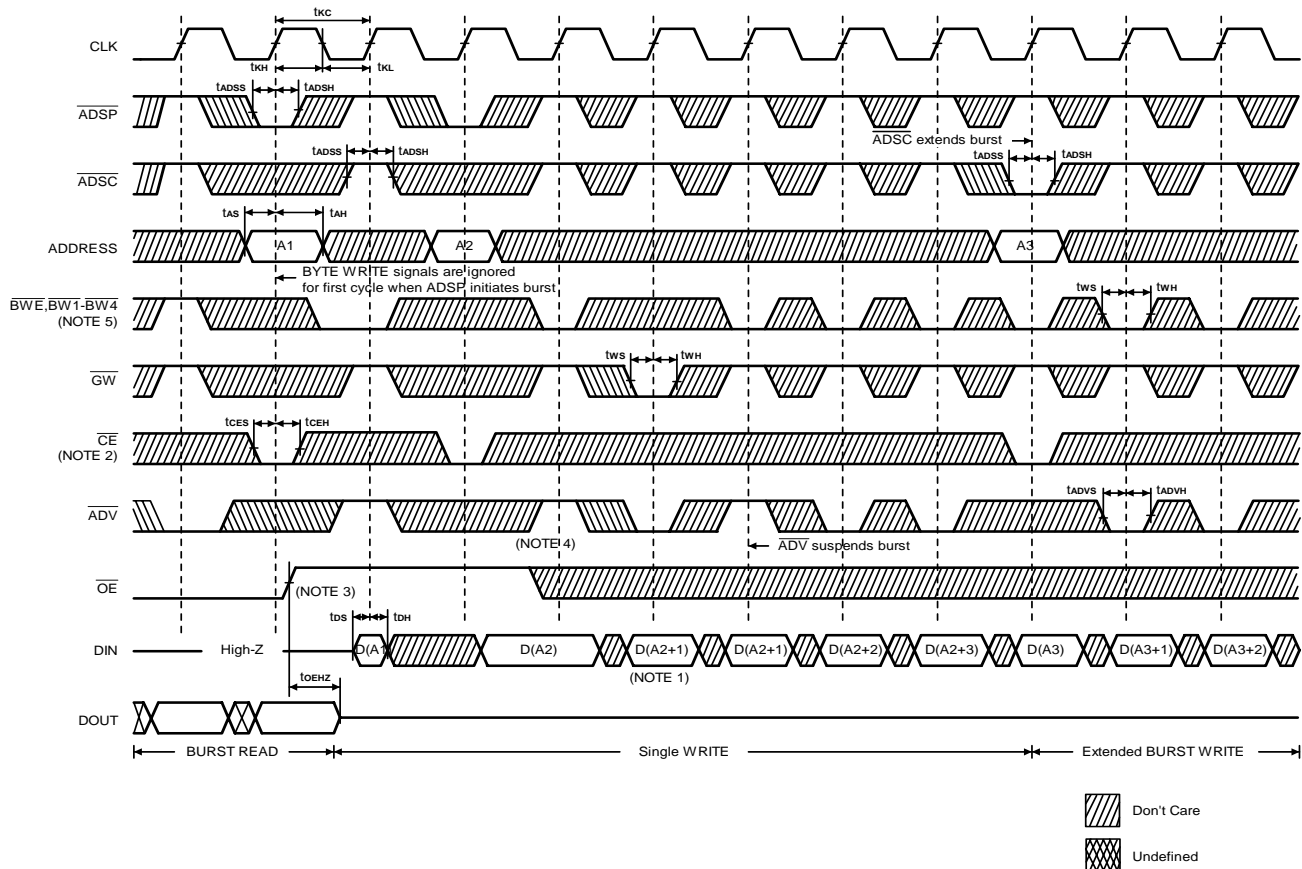 tKC
CLK
tKH tKL
tADSS tADSH
ADSP
ADSC extends burst
tADSS tADSH tADSS tADSH
ADSC
tAS tAH
ADDRESS A1 A2 A3
BYTE WRITE signals are ignored
for first cycle when ADSP initiates burst
BWE,BW1-BW4
(NOTE 5)
tWS tWH
tWS tWH
GW
tCES tCEH
CE
(NOTE 2)
tADVS tADVH
ADV
(NOTE 4) ADV suspends burst
OE (NOTE 3)
tDS tDH
DIN High-Z D(A1 D(A2) D(A2+1) D(A2+1) D(A2+2) D(A2+3) D(A3) D(A3+1) D(A3+2)
(NOTE 1)
tOEHZ
DOUT
BURST READ Single WRITE Extended BURST WRITE
Don't Care
Undefined